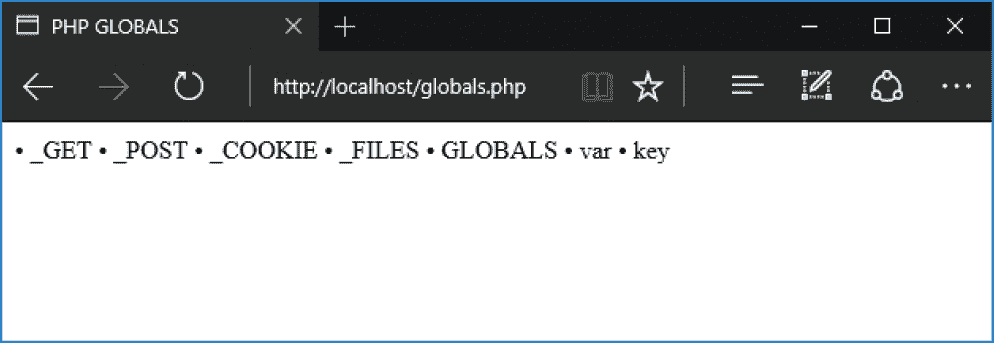 PHP GLOBALS
http://localhost/globals.php
• _GET • _POST • _COOKIE • _FILES • GLOBALS • var • key